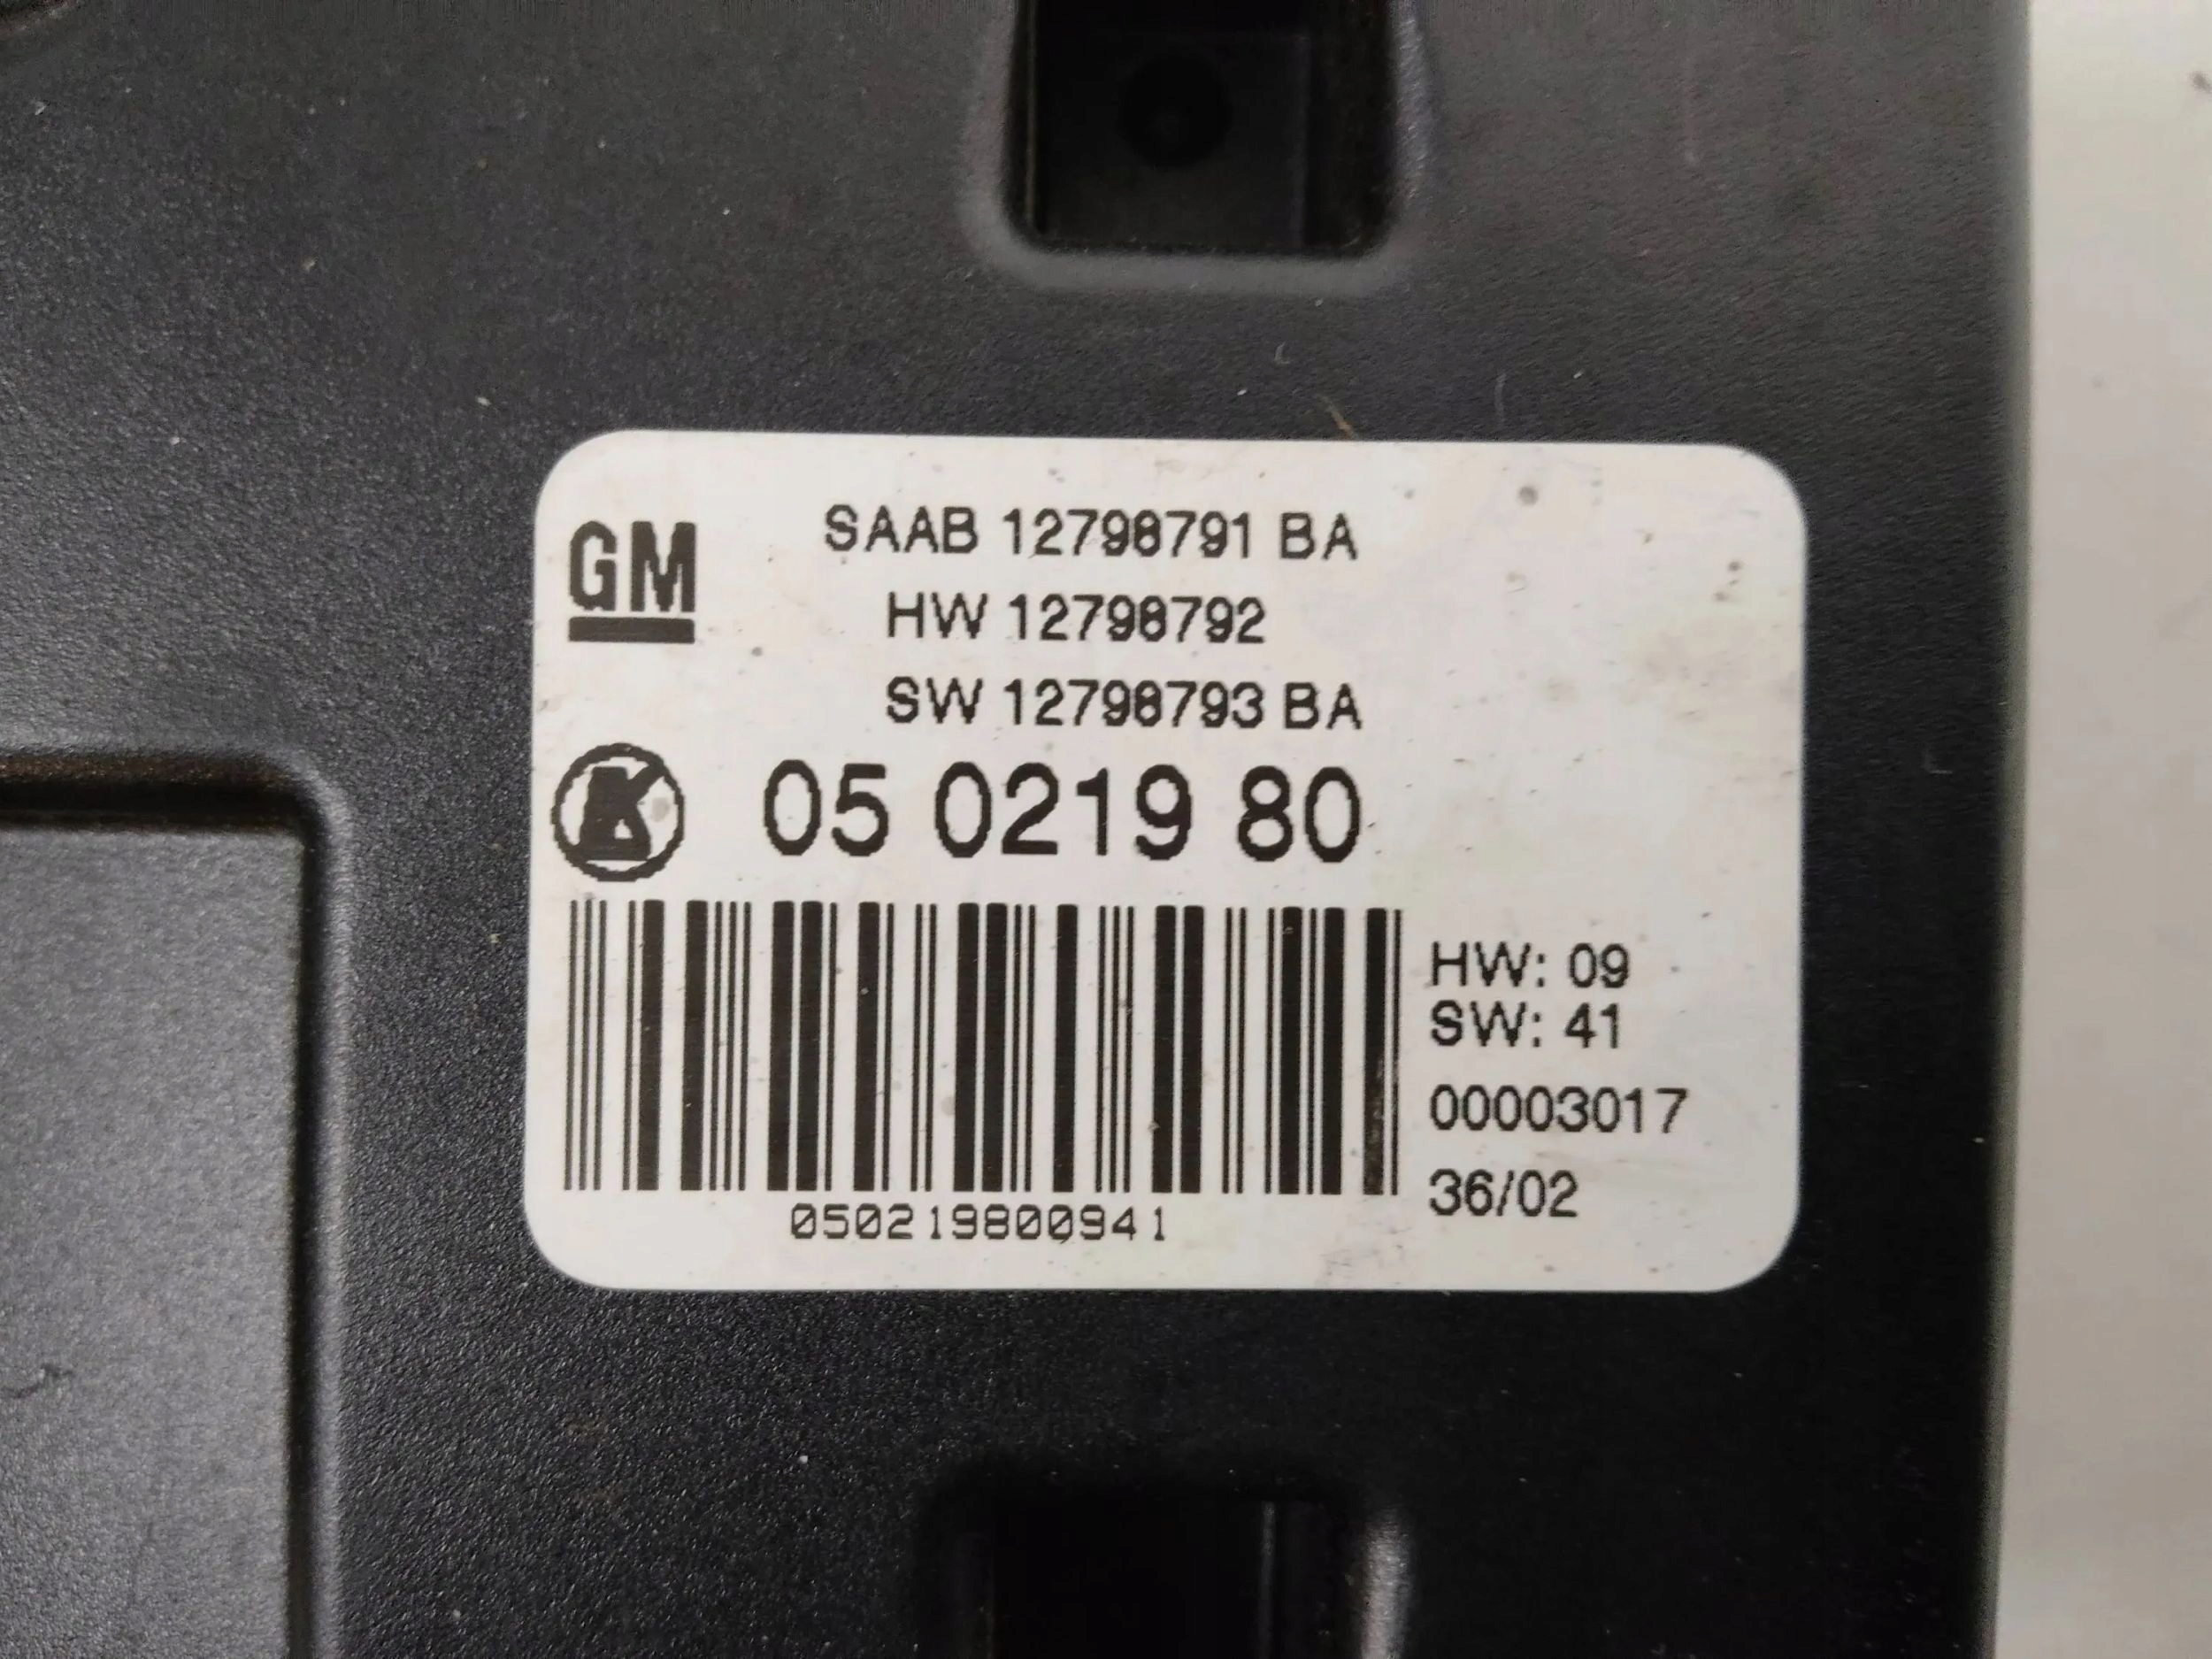 GM
SAAB 12798791 BA
HW 12798792
SW 12798793 BA
K 05 0219 80
050219800941
HW: 09
SW: 41
00003017
36/02